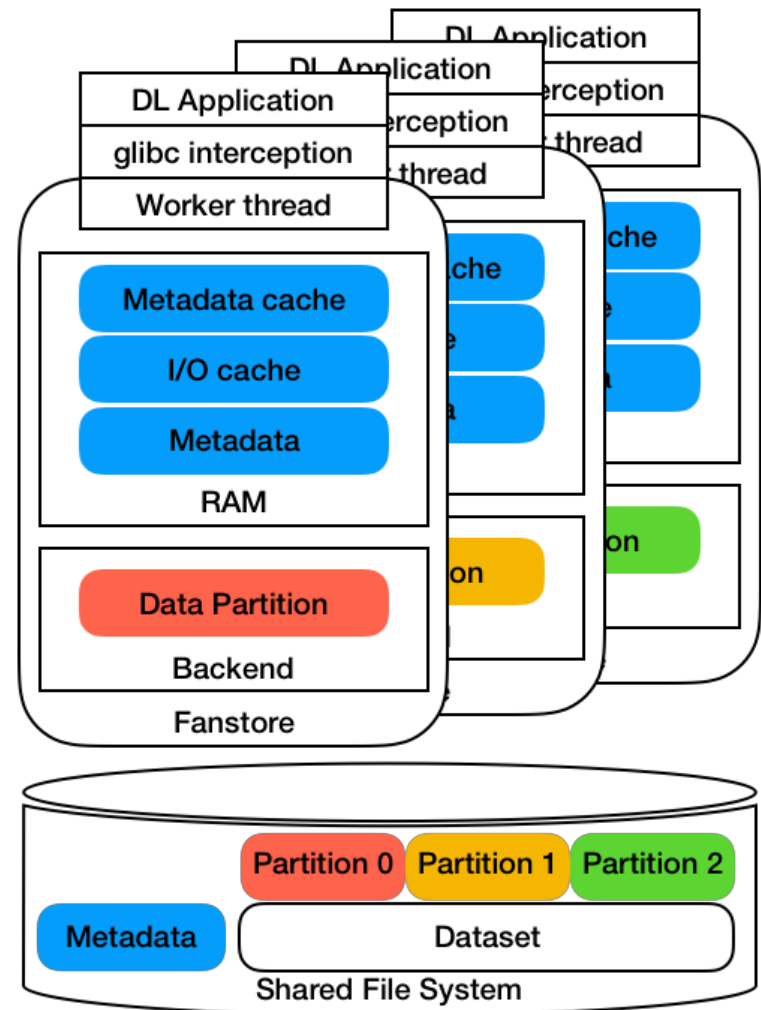 DL Application
DL Application
DL Application
erception
glibc interception
erception
thread
Worker thread
thread
che
Metadata cache
che
I/O cache
e
e
Metadata
a
a
RAM
Data Partition
on
on
Backend
Fanstore
e
e
Partition 0 Partition 1 Partition 2
Metadata
Dataset
Shared File System